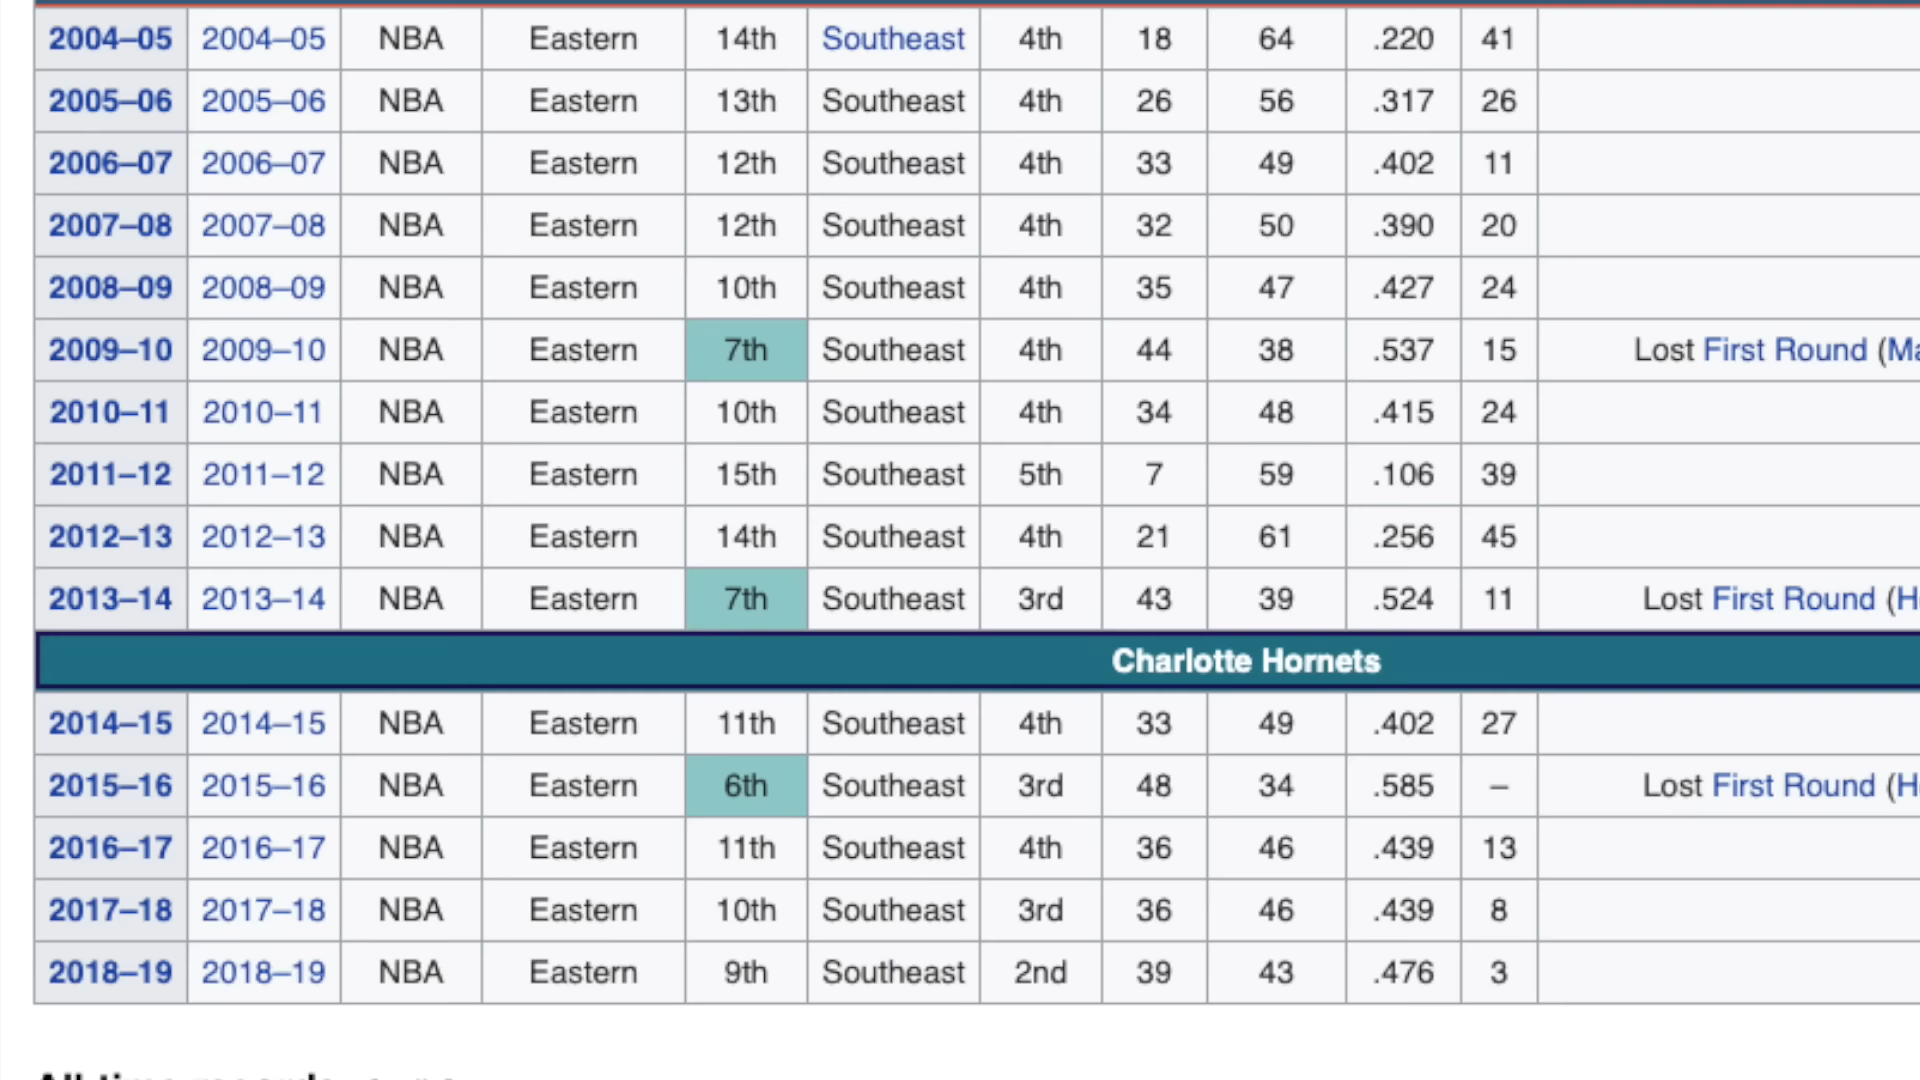 2004–05 2004–05 NBA Eastern 14th Southeast 4th 18 64 .220 41
2005–06 2005–06 NBA Eastern 13th Southeast 4th 26 56 .317 26
2006–07 2006–07 NBA Eastern 12th Southeast 4th 33 49 .402 11
2007–08 2007–08 NBA Eastern 12th Southeast 4th 32 50 .390 20
2008–09 2008–09 NBA Eastern 10th Southeast 4th 35 47 .427 24
2009–10 2009–10 NBA Eastern 7th Southeast 4th 44 38 .537 15 Lost First Round (Ma
2010–11 2010–11 NBA Eastern 10th Southeast 4th 34 48 .415 24
2011–12 2011–12 NBA Eastern 15th Southeast 5th 7 59 .106 39
2012–13 2012–13 NBA Eastern 14th Southeast 4th 21 61 .256 45
2013–14 2013–14 NBA Eastern 7th Southeast 3rd 43 39 .524 11 Lost First Round (H
Charlotte Hornets
2014–15 2014–15 NBA Eastern 11th Southeast 4th 33 49 .402 27
2015–16 2015–16 NBA Eastern 6th Southeast 3rd 48 34 .585 – Lost First Round (H
2016–17 2016–17 NBA Eastern 11th Southeast 4th 36 46 .439 13
2017–18 2017–18 NBA Eastern 10th Southeast 3rd 36 46 .439 8
2018–19 2018–19 NBA Eastern 9th Southeast 2nd 39 43 .476 3